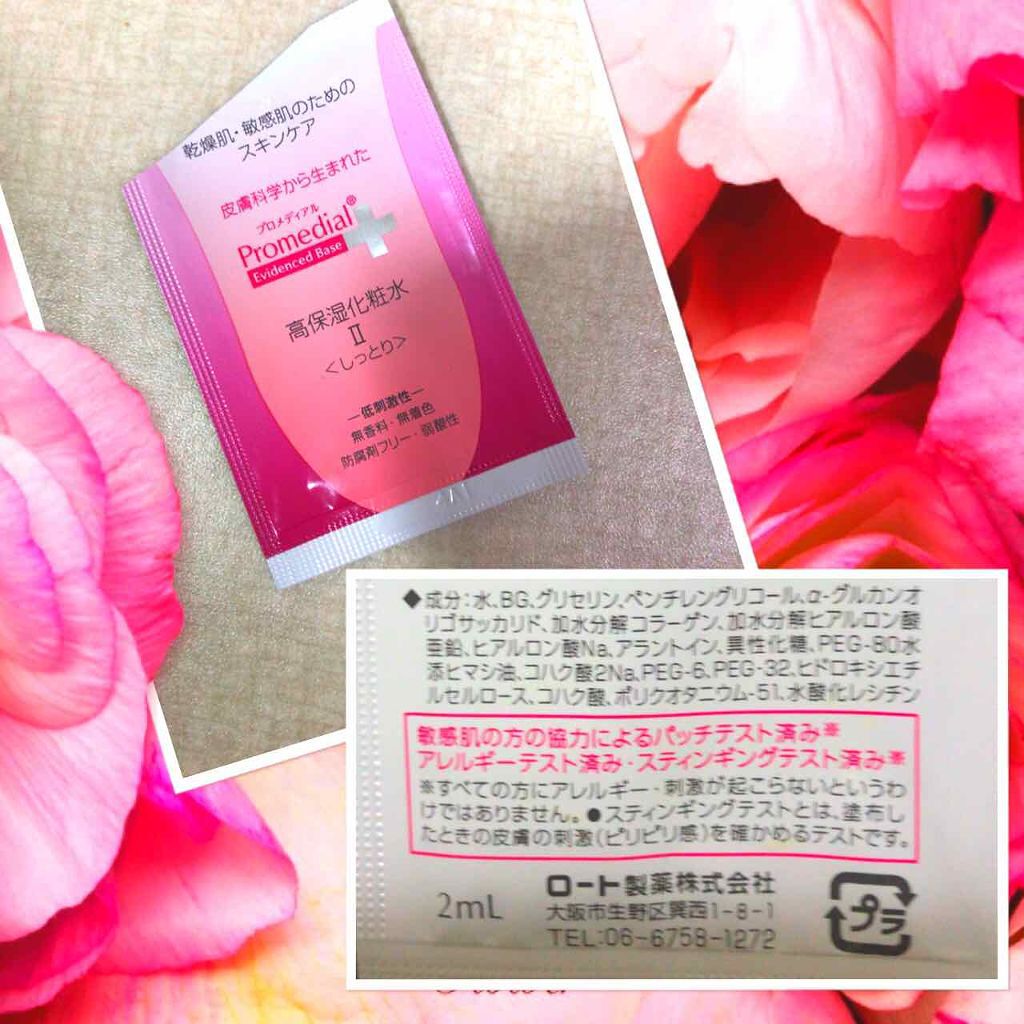 乾燥肌・敏感肌のための
スキンケア
皮膚科学から生まれた
プロメディアル
Promedial®
Evidenced Base
高保湿化粧水
Ⅱ
<しっとり>
―低刺激性―
無香料・無着色
防腐剤フリー・弱酸性
◆成分:水、BG、グリセリン、ペンチレングリコール、α-グルカンオ
リゴサッカリド、加水分解コラーゲン、加水分解ヒアルロン酸
亜鉛、ヒアルロン酸Na、アラントイン、異性化糖、PEG-80水
添ヒマシ油、コハク酸2Na、PEG-6、PEG-32、ヒドロキシエチ
ルセルロース、コハク酸、ポリクオタニウム-51、水酸化レシチン
敏感肌の方の協力によるパッチテスト済み※
アレルギーテスト済み・スティンギングテスト済み※
※すべての方にアレルギー・刺激が起こらないというわ
けではありません。●スティンギングテストとは、塗布し
たときの皮膚の刺激(ピリピリ感)を確かめるテストです。
2mL
ロート製薬株式会社
大阪市生野区巽西1-8-1
TEL:06-6758-1272
プラ